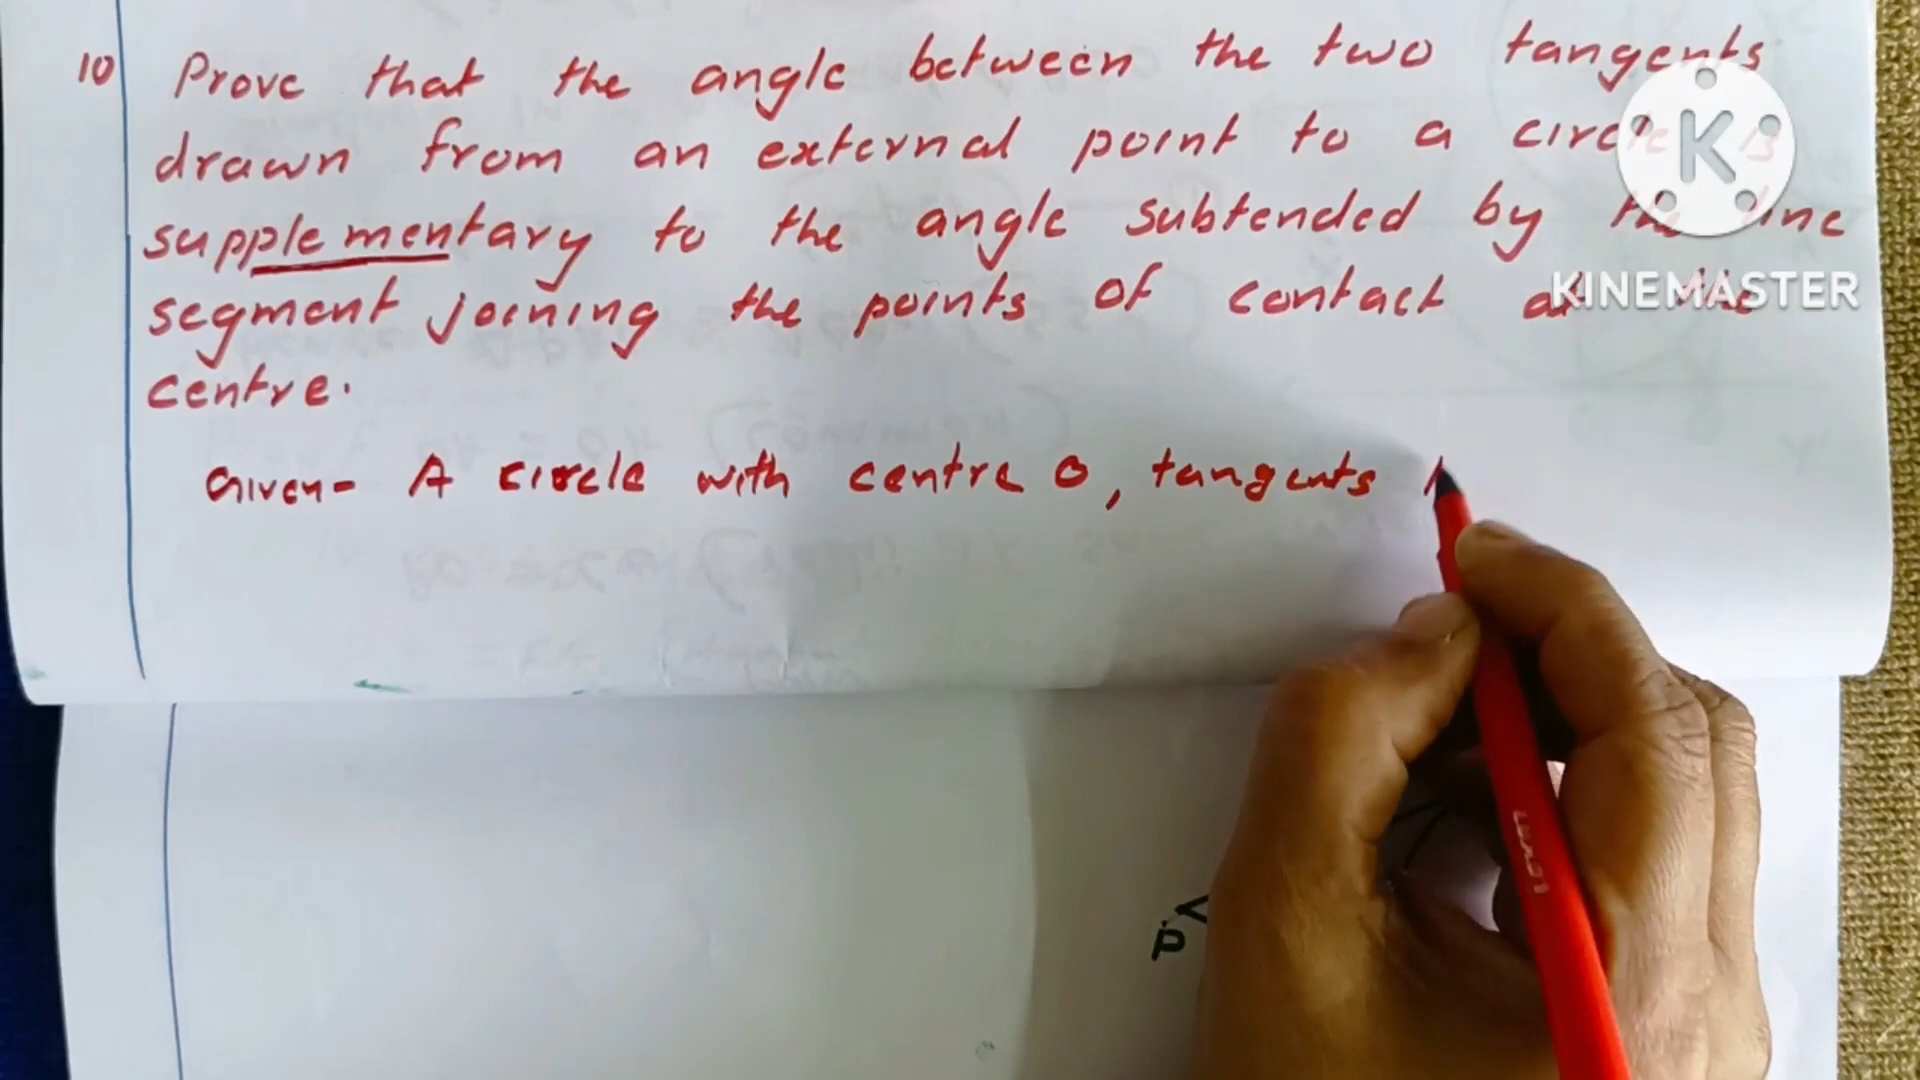 10 Prove that the angle between the two tangents
drawn from an external point to a circle is
supplementary to the angle subtended by the line
segment joining the points of contact at the
centre.
Given- A circle with centre O, tangents
P
K
KINEMASTER